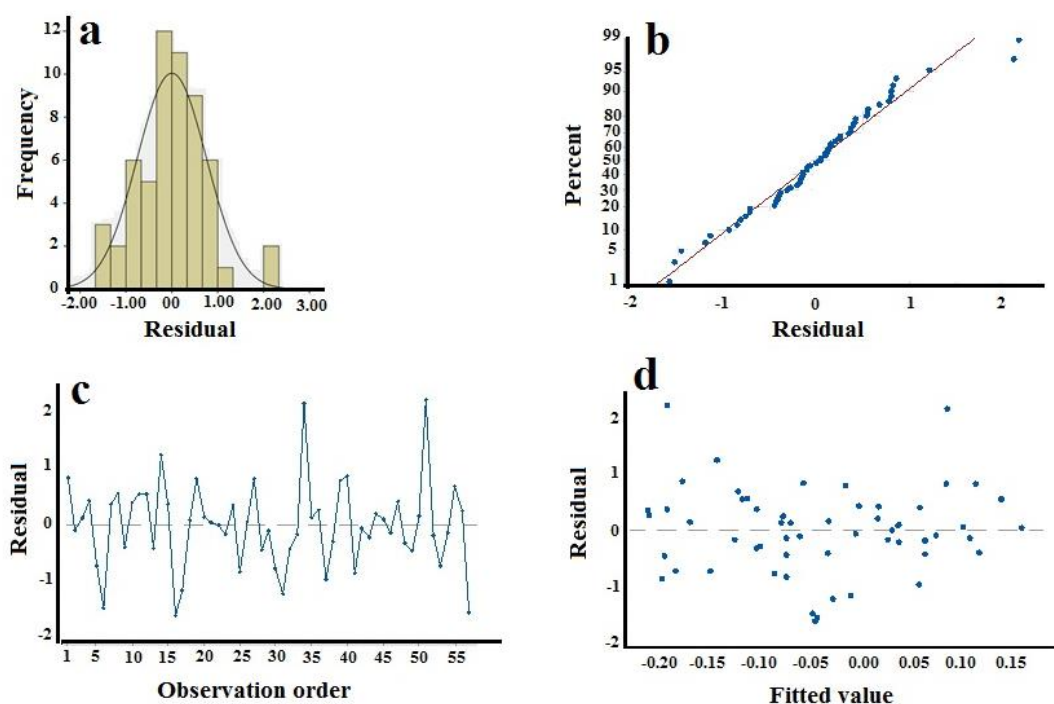 a
Frequency
12
10
8
6
4
2
0
-2.00 -1.00 00 1.00 2.00 3.00
Residual
b
Percent
99
95
90
80
70
60
50
40
30
20
10
5
1
-2 -1 0 1 2
Residual
c
Residual
2
1
0
-1
-2
1 5 10 15 20 25 30 35 40 45 50 55
Observation order
d
Residual
2
1
0
-1
-2
-0.20 -0.15 -0.10 -0.05 0.00 0.05 0.10 0.15
Fitted value